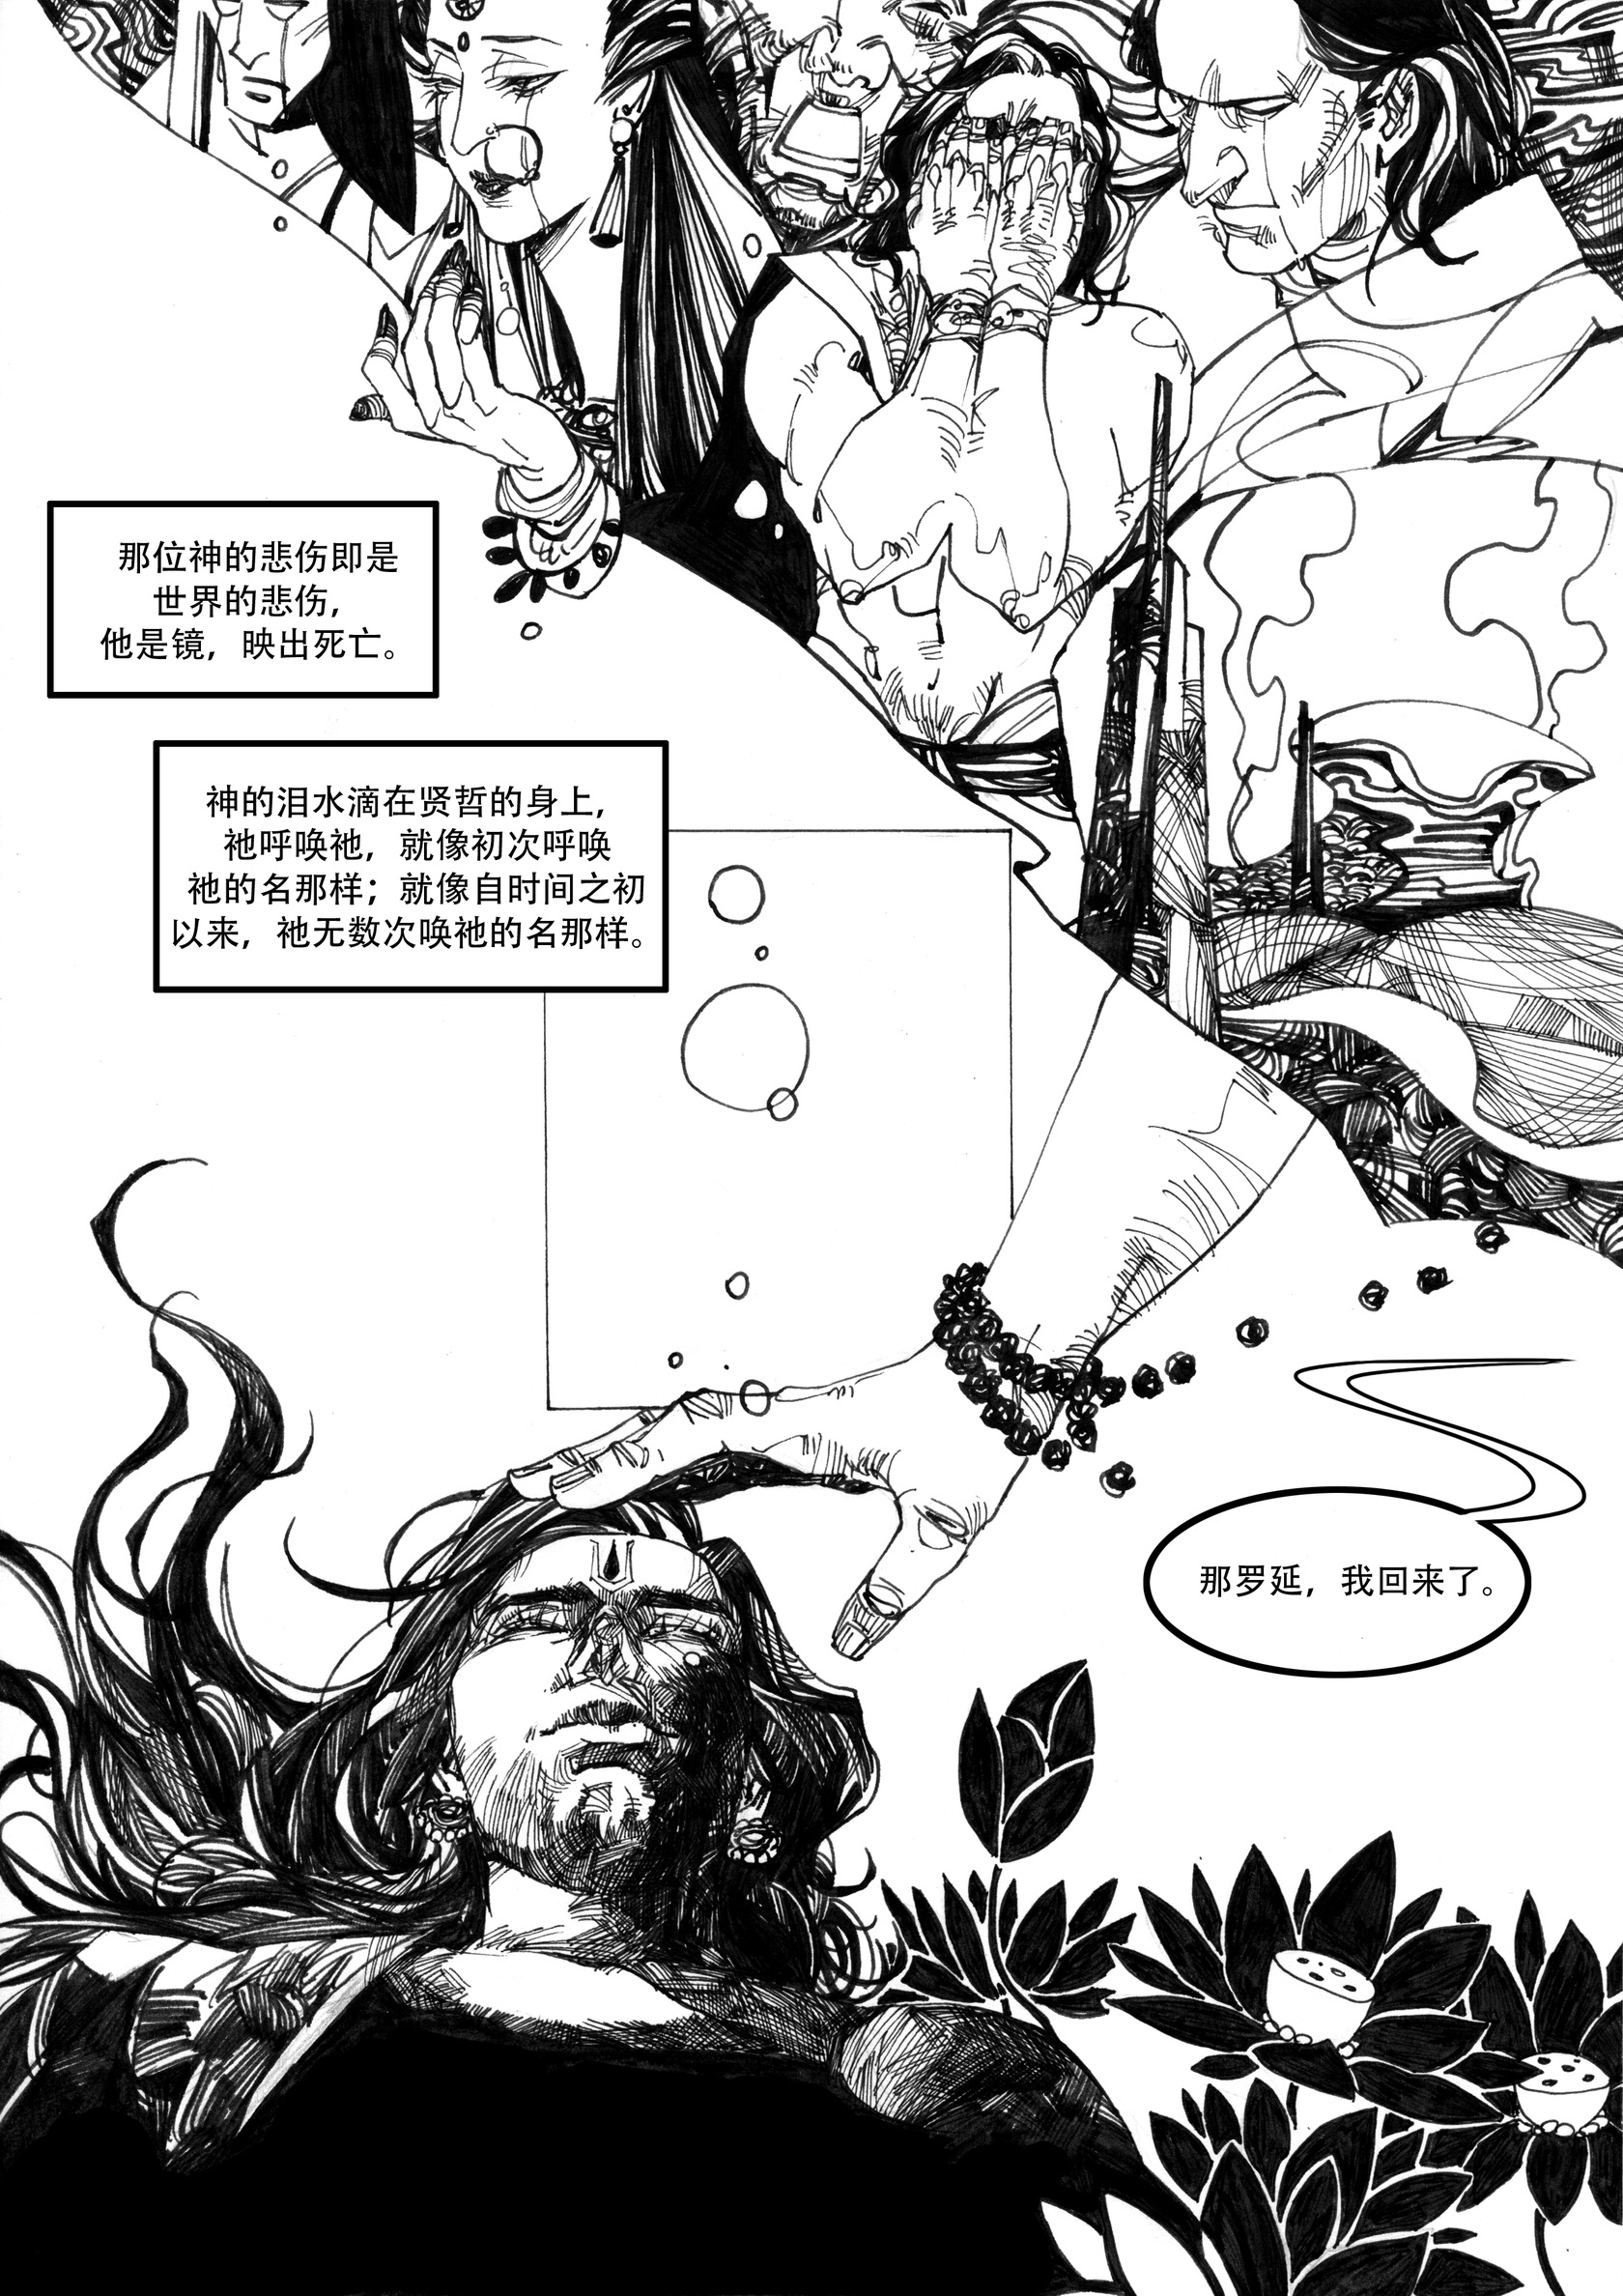 那位神的悲伤即是
世界的悲伤，
他是镜，映出死亡。
神的泪水滴在贤哲的身上，
祂呼唤祂，就像初次呼唤
祂的名那样；就像自时间之初
以来，祂无数次唤祂的名那样。
那罗延，我回来了。